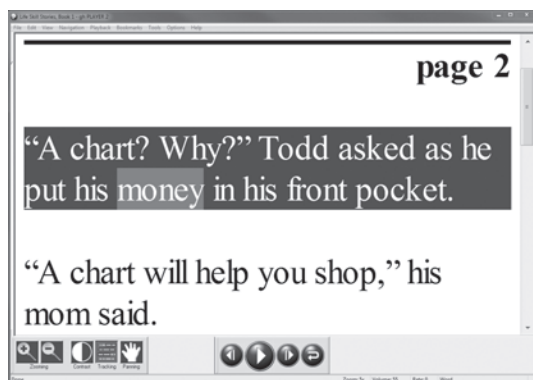 Life Skill Stories, Book 1 - gh PLAYER 2
File Edit View Navigation Playback Bookmarks Tools Options Help
page 2
“A chart? Why?” Todd asked as he
put his money in his front pocket.
“A chart will help you shop,” his
mom said.
Zooming Contrast Tracking Panning